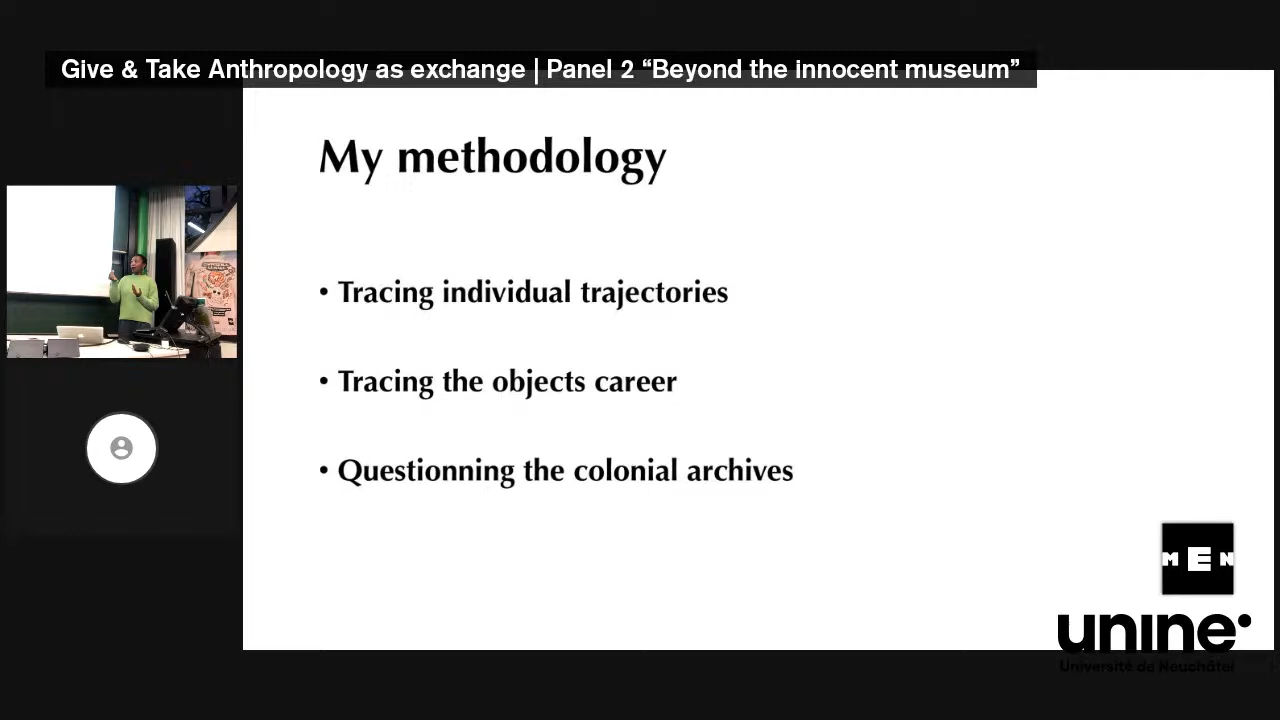 Give & Take Anthropology as exchange | Panel 2 “Beyond the innocent museum”
My methodology
• Tracing individual trajectories
• Tracing the objects career
• Questionning the colonial archives
MEN
unine
Université de Neuchâtel